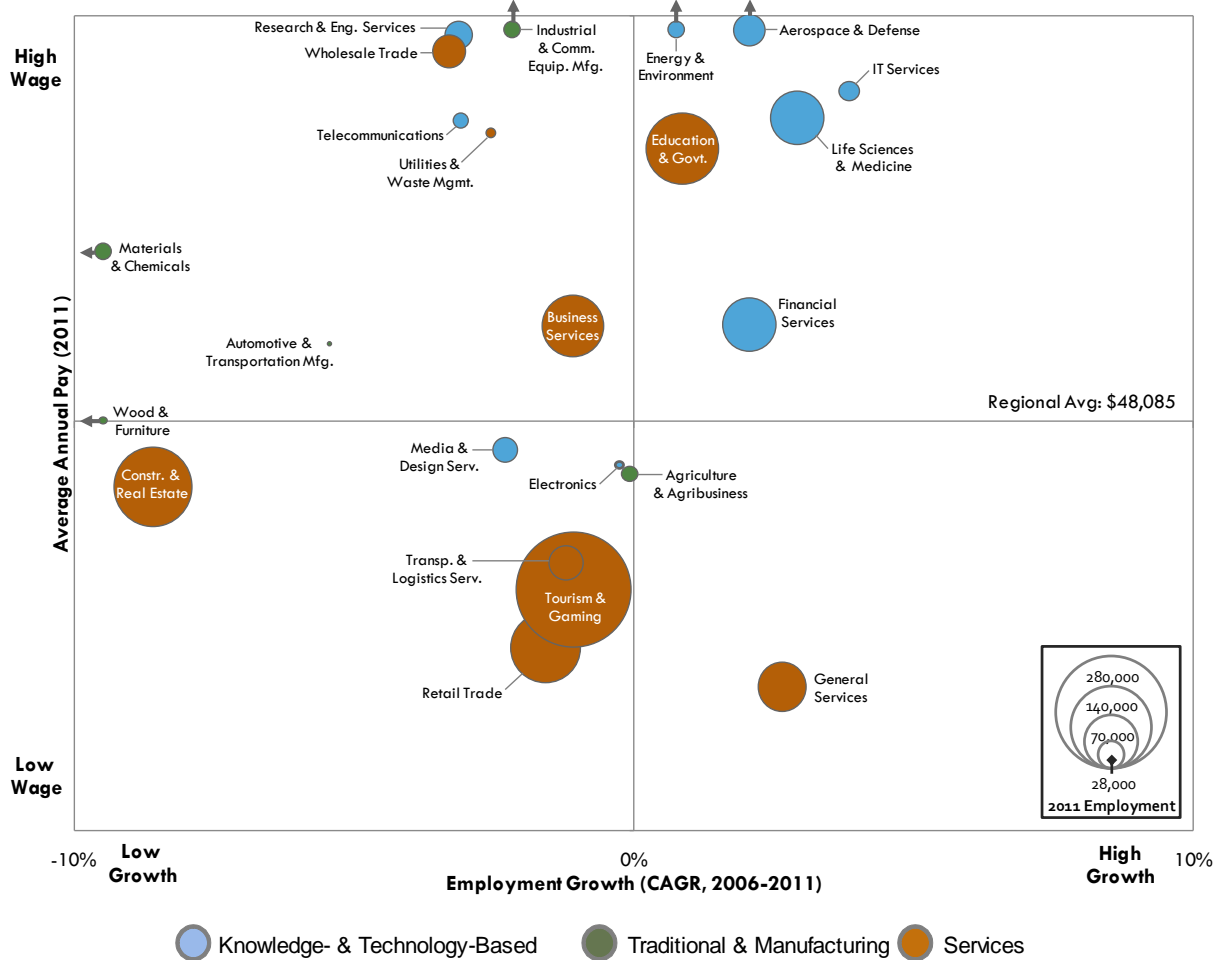 High
Wage
Research & Eng. Services
Wholesale Trade
Industrial
& Comm.
Equip. Mfg.
Energy &
Environment
Aerospace & Defense
IT Services
Telecommunications
Utilities &
Waste Mgmt.
Education
& Govt.
Life Sciences
& Medicine
Materials
& Chemicals
Business
Services
Financial
Services
Automotive &
Transportation Mfg.
Average Annual Pay (2011)
Regional Avg: $48,085
Wood &
Furniture
Media &
Design Serv.
Electronics
Agriculture
& Agribusiness
Constr. &
Real Estate
Transp. &
Logistics Serv.
Tourism &
Gaming
Retail Trade
General
Services
280,000
140,000
70,000
28,000
2011 Employment
Low
Wage
-10%
Low
Growth
0%
High
Growth
10%
Employment Growth (CAGR, 2006-2011)
Knowledge- & Technology-Based
Traditional & Manufacturing
Services